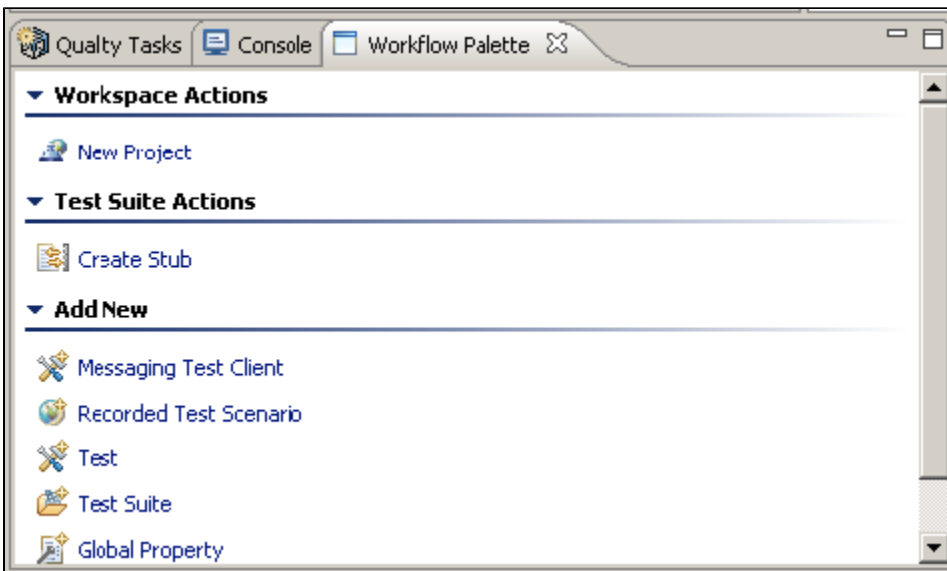 Qualty Tasks Console Workflow Palette
Workspace Actions
New Project
Test Suite Actions
Create Stub
Add New
Messaging Test Client
Recorded Test Scenario
Test
Test Suite
Global Property